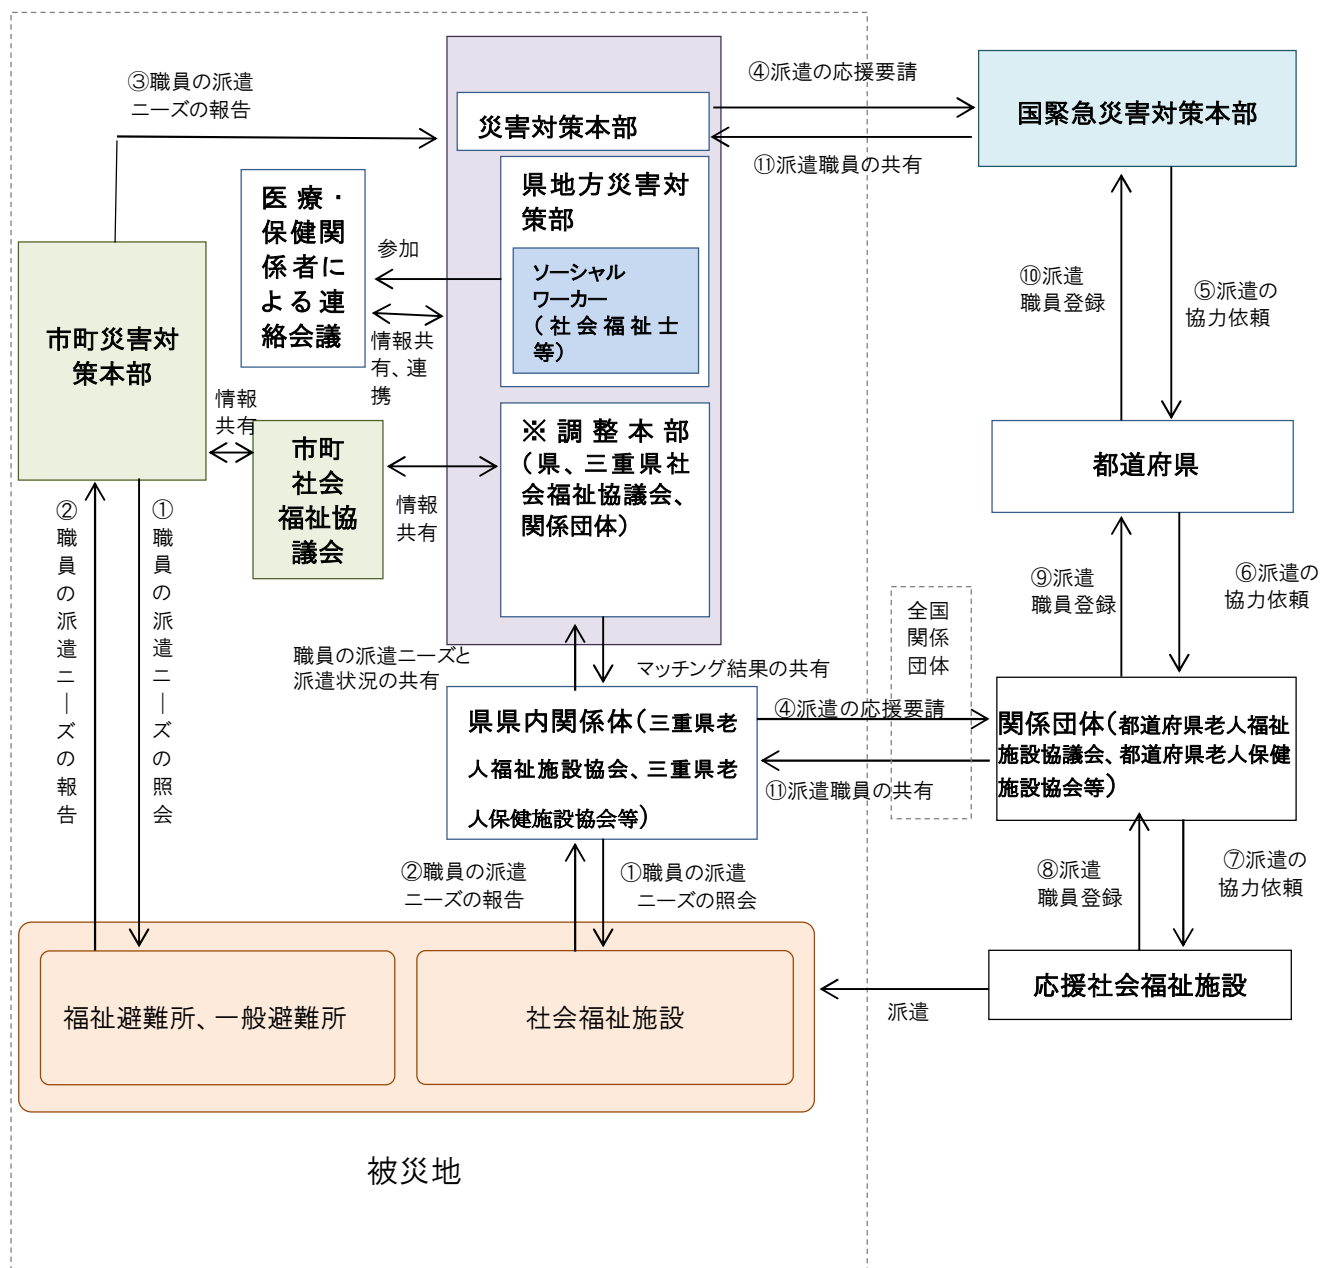 ③職員の派遣
ニーズの報告
災害対策本部
④派遣の応援要請
⑪派遣職員の共有
国緊急災害対策本部
医療・
保健関
係者に
よる連
絡会議
参加
情報共
有、連
携
県地方災害対
策部
ソーシャル
ワーカー
（社会福祉士
等）
⑩派遣
職員登録
⑤派遣の
協力依頼
市町災害対
策本部
情報
共有
市町
社会
福祉協
議会
情報
共有
※調整本部
（県、三重県社
会福祉協議会、
関係団体）
都道府県
②職員の派遣ニーズの報告
①職員の派遣ニーズの照会
⑨派遣
職員登録
⑥派遣の
協力依頼
全国
関係
団体
職員の派遣ニーズと
派遣状況の共有
マッチング結果の共有
県県内関係体（三重県老
人福祉施設協会、三重県老
人保健施設協会等）
④派遣の応援要請
⑪派遣職員の共有
関係団体（都道府県老人福祉
施設協議会、都道府県老人保健
施設協会等）
②職員の派遣
ニーズの報告
①職員の派遣
ニーズの照会
⑧派遣
職員登録
⑦派遣の
協力依頼
福祉避難所、一般避難所
社会福祉施設
派遣
応援社会福祉施設
被災地